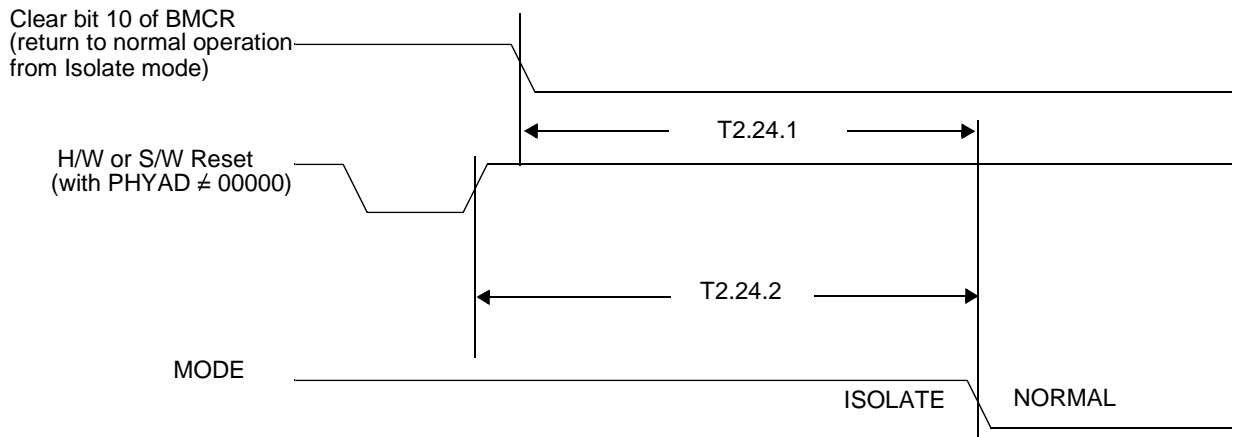 Clear bit 10 of BMCR
(return to normal operation
from Isolate mode)
T2.24.1
H/W or S/W Reset
(with PHYAD ≠ 00000)
T2.24.2
MODE
ISOLATE
NORMAL